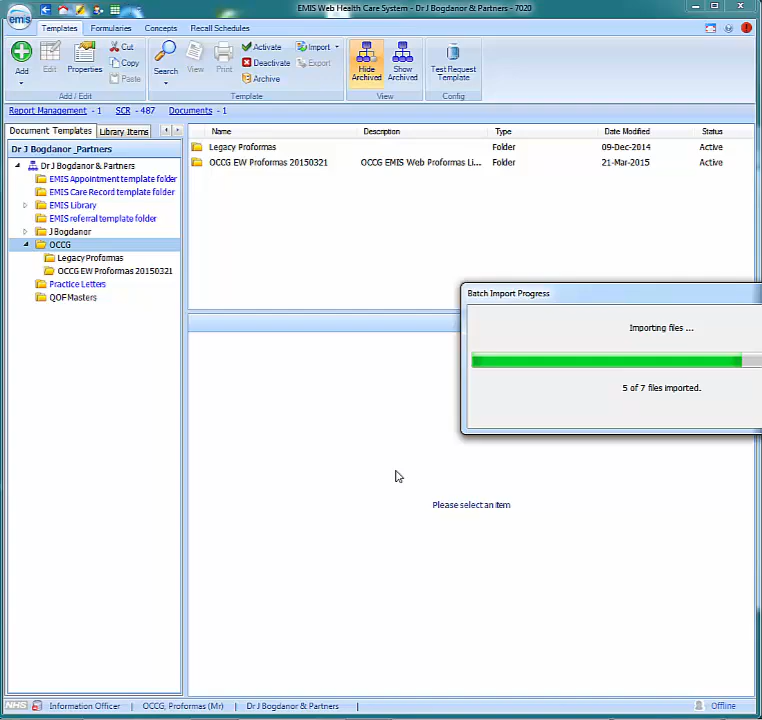 EMIS Web Health Care System - Dr J Bogdanor & Partners - 7020
emis
Templates Formularies Concepts Recall Schedules
Add Edit Properties Cut Copy Paste
Search View Print Activate Deactivate Archive Import Export
Hide Archived Show Archived Test Request Template
Add / Edit Template View Config
Report Management - 1 SCR - 487 Documents - 1
Document Templates Library Items
Dr J Bogdanor _Partners
Dr J Bogdanor & Partners
EMIS Appointment template folder
EMIS Care Record template folder
EMIS Library
EMIS referral template folder
J Bogdanor
OCCG
Legacy Proformas
OCCG EW Proformas 20150321
Practice Letters
QOF Masters
Name Description Type Date Modified Status
Legacy Proformas Folder 09-Dec-2014 Active
OCCG EW Proformas 20150321 OCCG EMIS Web Proformas Li... Folder 21-Mar-2015 Active
Batch Import Progress
Importing files ...
5 of 7 files imported.
Please select an item
NHS Information Officer OCCG, Proformas (Mr) Dr J Bogdanor & Partners Offline